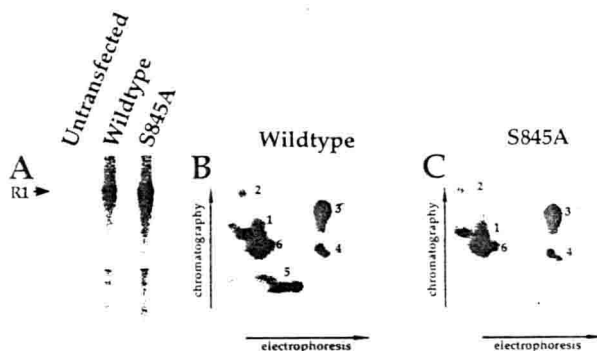 Untransfected
Wildtype
S845A
A
R1
B
Wildtype
chromatography
electrophoresis
1
2
3
4
5
6
C
S845A
chromatography
electrophoresis
1
2
3
4
6